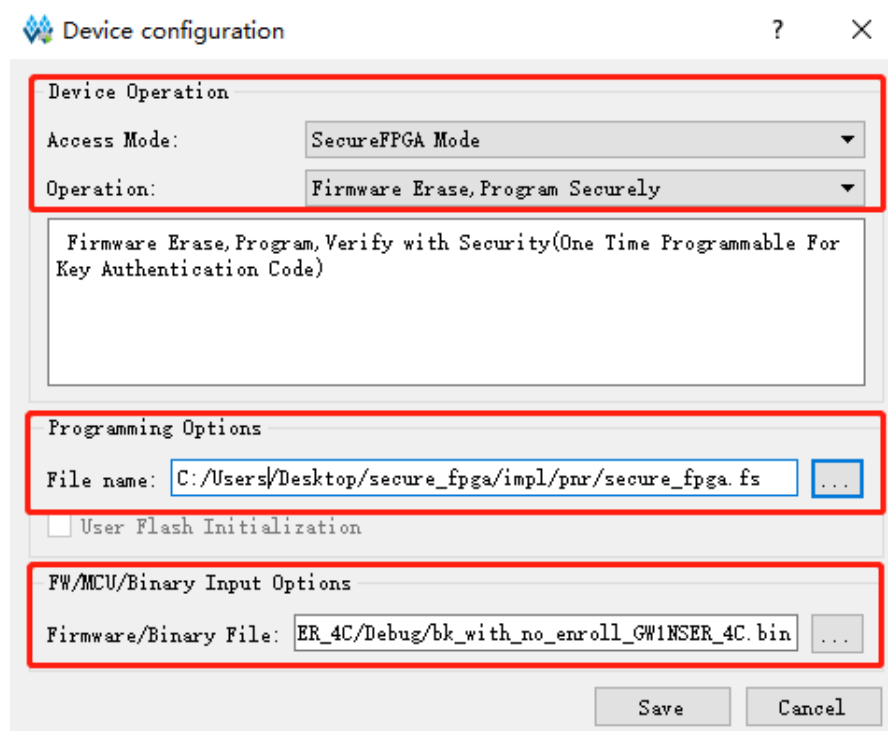 Device configuration ?
Device Operation
Access Mode: SecureFPGA Mode
Operation: Firmware Erase,Program Securely
Firmware Erase,Program,Verify with Security(One Time Programmable For
Key Authentication Code)
Programming Options
File name: C:/Users/Desktop/secure_fpga/impl/pnr/secure_fpga.fs ...
User Flash Initialization
FW/MCU/Binary Input Options
Firmware/Binary File: ER_4C/Debug/bk_with_no_enroll_GW1NSER_4C.bin ...
Save Cancel